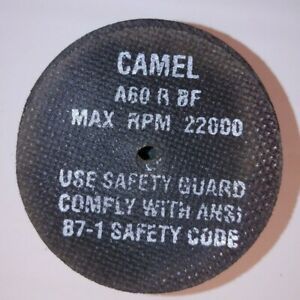 CAMEL
A60 R BF
MAX RPM 22000
USE SAFETY GUARD
COMPLY WITH ANSI
B7-1 SAFETY CODE